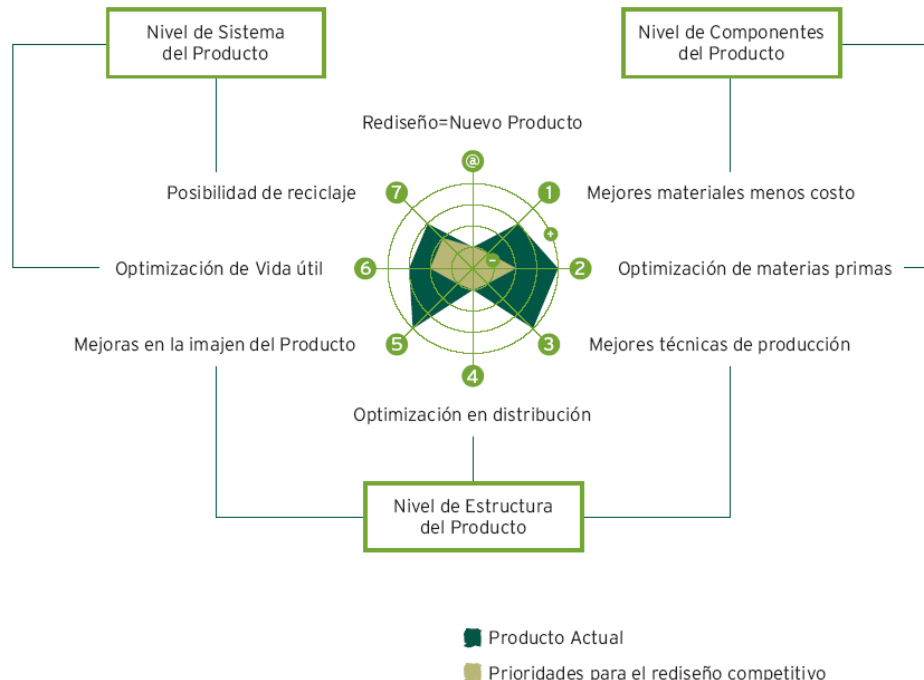 Nivel de Sistema
del Producto
Nivel de Componentes
del Producto
Rediseño=Nuevo Producto
@
7
1
Posibilidad de reciclaje
Mejores materiales menos costo
+
-
Optimización de Vida útil
6
2
Optimización de materias primas
Mejoras en la imajen del Producto
5
3
Mejores técnicas de producción
4
Optimización en distribución
Nivel de Estructura
del Producto
Producto Actual
Prioridades para el rediseño competitivo